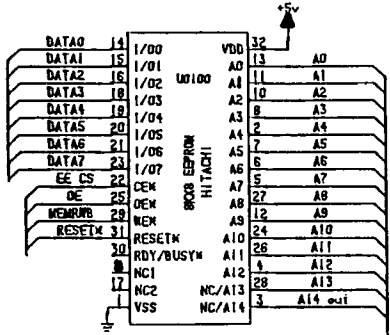 +5v
DATA0 14 I/O0 VDD 32
DATA1 15 I/O1 A0 13 A0
DATA2 16 I/O2 U0100 A1 11 A1
DATA3 18 I/O3 A2 10 A2
DATA4 19 I/O4 A3 8 A3
DATA5 20 I/O5 A4 2 A4
DATA6 21 I/O6 A5 7 A5
DATA7 23 I/O7 A6 6 A6
EE CS 22 CE* A7 5 A7
OE 25 OE* A8 27 A8
MEMRWB 29 WE* A9 12 A9
RESET* 31 RESET* A10 24 A10
30 RDY/BUSY* A11 26 A11
NC1 A12 4 A12
17 NC2 NC/A13 28 A13
1 VSS NC/A14 3 A14 out
EEPROM
HITACHI